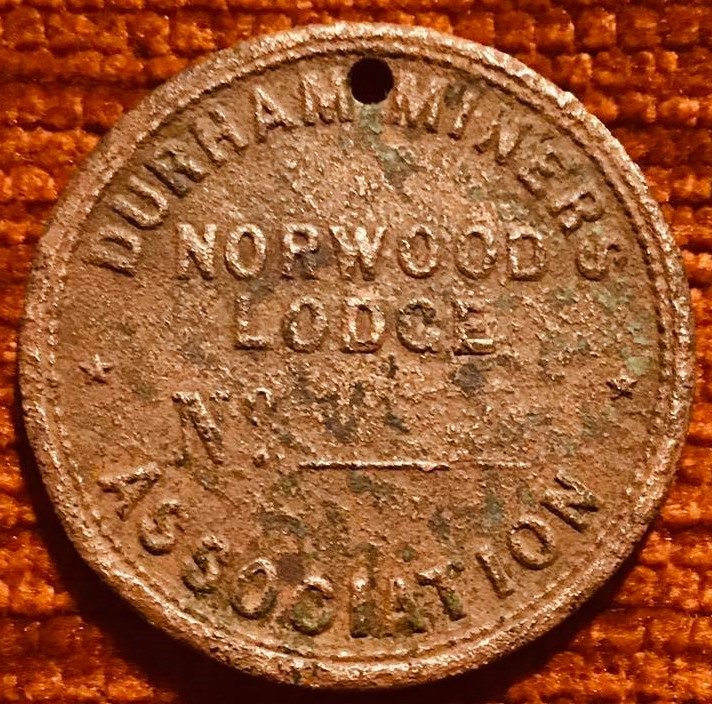 DURHAM MINERS
NORWOOD
LODGE
No.
ASSOCIATION